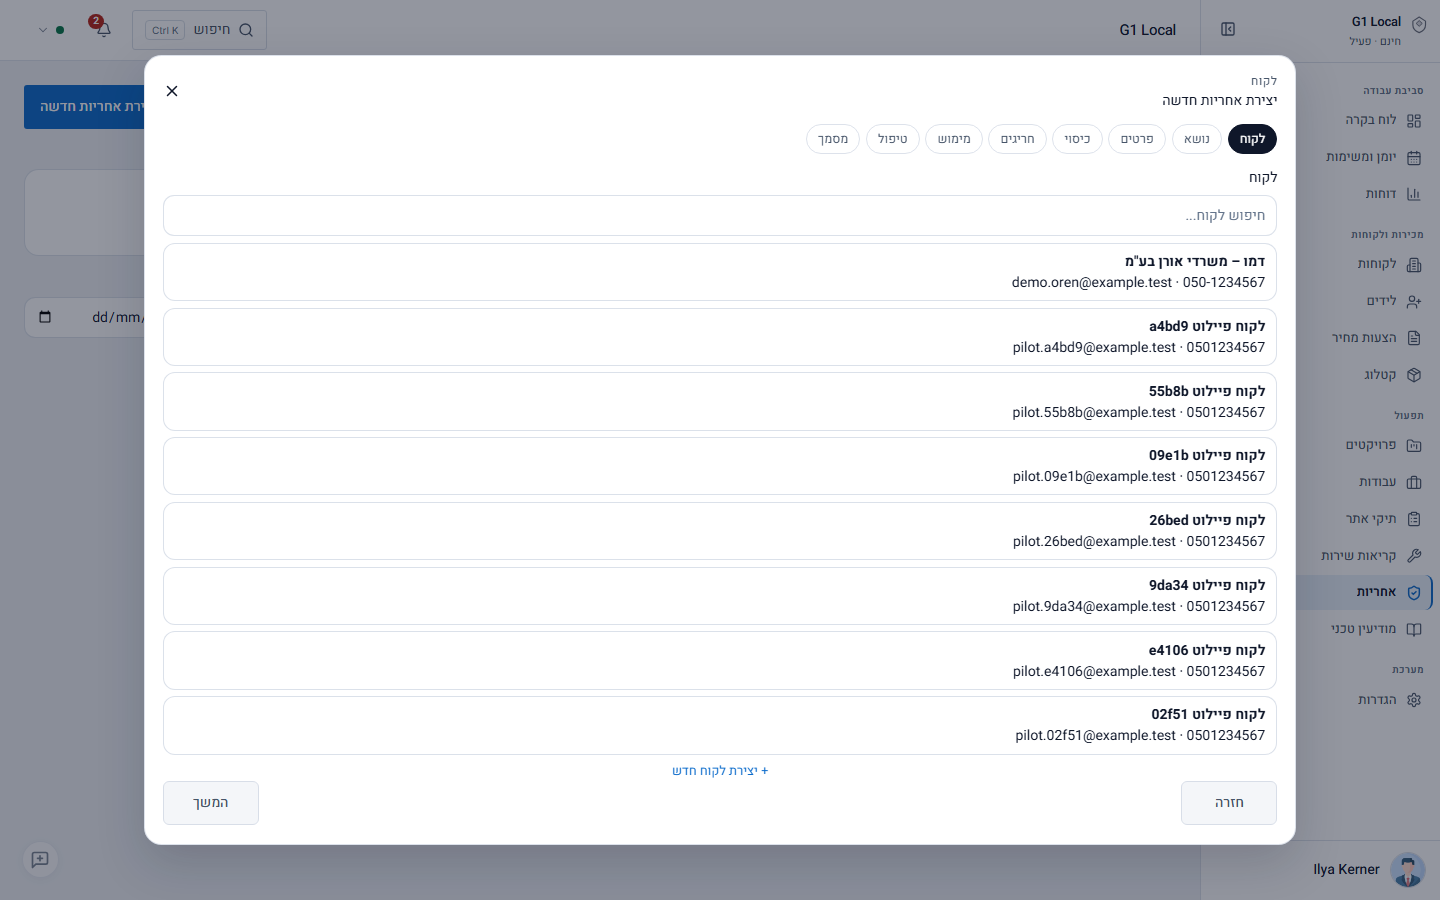 G1 Local
חינם · פעיל
G1 Local
חיפוש
Ctrl K
2
סביבת עבודה
לוח בקרה
יומן ומשימות
דוחות
מכירות ולקוחות
לקוחות
לידים
הצעות מחיר
קטלוג
תפעול
פרויקטים
עבודות
תיקי אתר
קריאות שירות
אחריות
מודיעין טכני
מערכת
הגדרות
Ilya Kerner
ירת אחריות חדשה
dd/mm/
לקוח
יצירת אחריות חדשה
לקוח
נושא
פרטים
כיסוי
חריגים
מימוש
טיפול
מסמך
לקוח
חיפוש לקוח...
דמו – משרדי אורן בע"מ
demo.oren@example.test · 050-1234567
לקוח פיילוט a4bd9
pilot.a4bd9@example.test · 0501234567
לקוח פיילוט 55b8b
pilot.55b8b@example.test · 0501234567
לקוח פיילוט 09e1b
pilot.09e1b@example.test · 0501234567
לקוח פיילוט 26bed
pilot.26bed@example.test · 0501234567
לקוח פיילוט 9da34
pilot.9da34@example.test · 0501234567
לקוח פיילוט e4106
pilot.e4106@example.test · 0501234567
לקוח פיילוט 02f51
pilot.02f51@example.test · 0501234567
+ יצירת לקוח חדש
חזרה
המשך